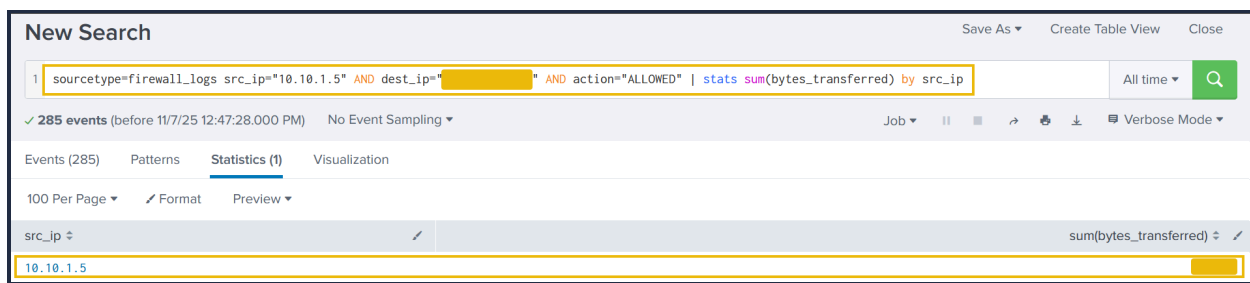 New Search
Save As Create Table View Close
1 sourcetype=firewall_logs src_ip="10.10.1.5" AND dest_ip=" " AND action="ALLOWED" | stats sum(bytes_transferred) by src_ip
All time
✓ 285 events (before 11/7/25 12:47:28.000 PM) No Event Sampling
Job Verbose Mode
Events (285) Patterns Statistics (1) Visualization
100 Per Page Format Preview
src_ip sum(bytes_transferred)
10.10.1.5